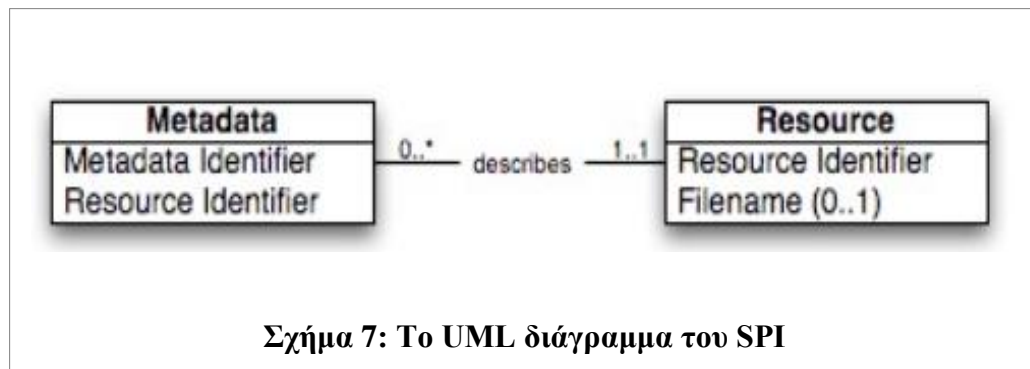 Metadata
Metadata Identifier
Resource Identifier
0..*
describes
1..1
Resource
Resource Identifier
Filename (0..1)
Σχήμα 7: Το UML διάγραμμα του SPI